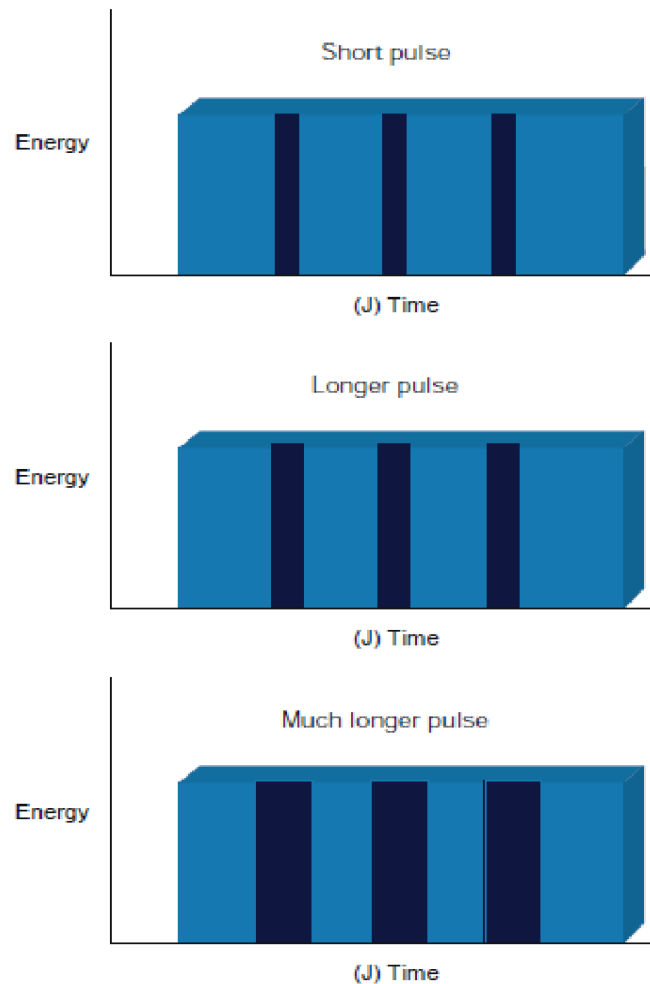 Short pulse
Energy
(J) Time
Longer pulse
Energy
(J) Time
Much longer pulse
Energy
(J) Time